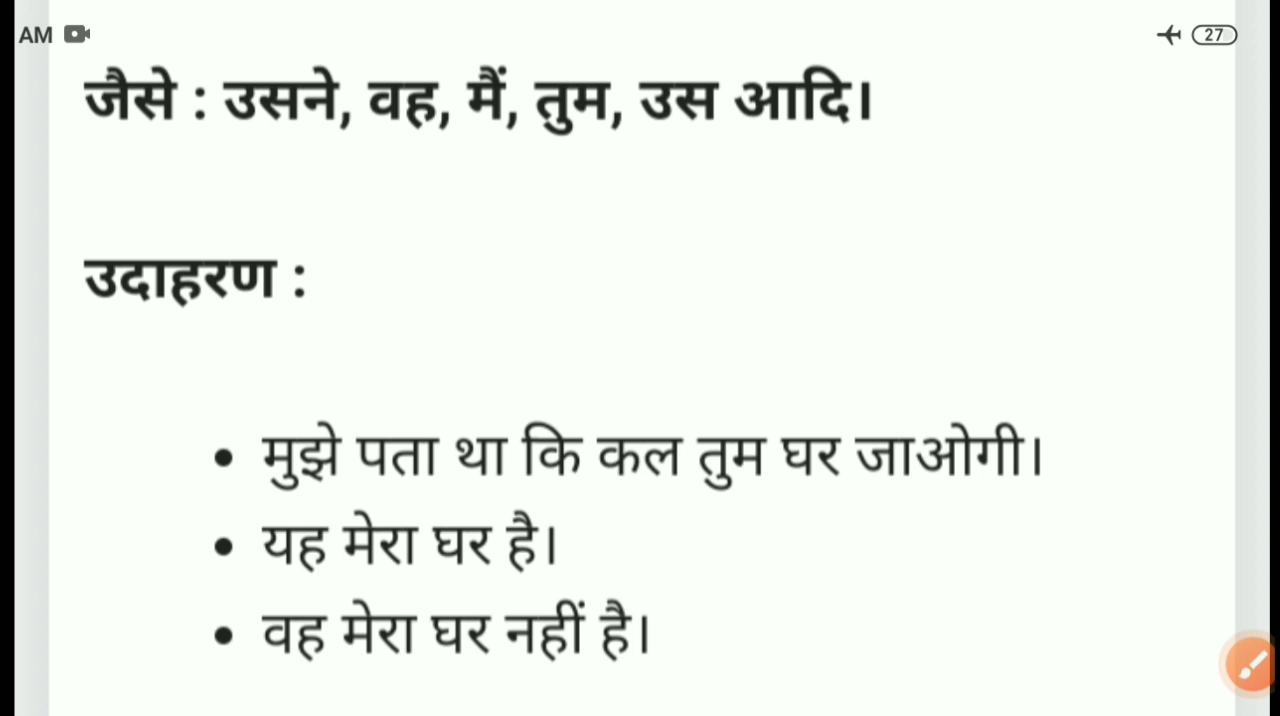 AM 27
जैसे : उसने, वह, मैं, तुम, उस आदि।
उदाहरण :
• मुझे पता था कि कल तुम घर जाओगी।
• यह मेरा घर है।
• वह मेरा घर नहीं है।